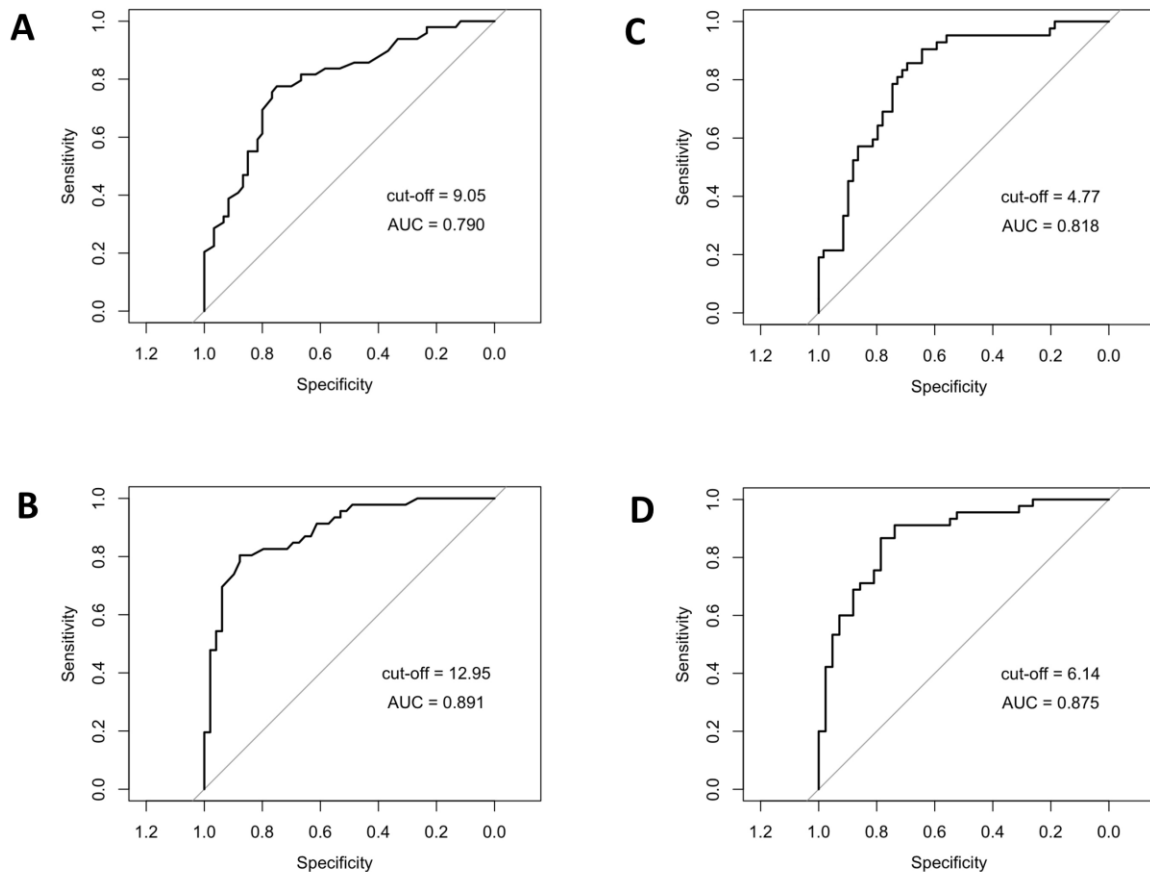 A
1.0
0.8
0.6
0.4
0.2
0.0
Sensitivity
cut-off = 9.05
AUC = 0.790
1.2 1.0 0.8 0.6 0.4 0.2 0.0
Specificity
C
1.0
0.8
0.6
0.4
0.2
0.0
Sensitivity
cut-off = 4.77
AUC = 0.818
1.2 1.0 0.8 0.6 0.4 0.2 0.0
Specificity
B
1.0
0.8
0.6
0.4
0.2
0.0
Sensitivity
cut-off = 12.95
AUC = 0.891
1.2 1.0 0.8 0.6 0.4 0.2 0.0
Specificity
D
1.0
0.8
0.6
0.4
0.2
0.0
Sensitivity
cut-off = 6.14
AUC = 0.875
1.2 1.0 0.8 0.6 0.4 0.2 0.0
Specificity